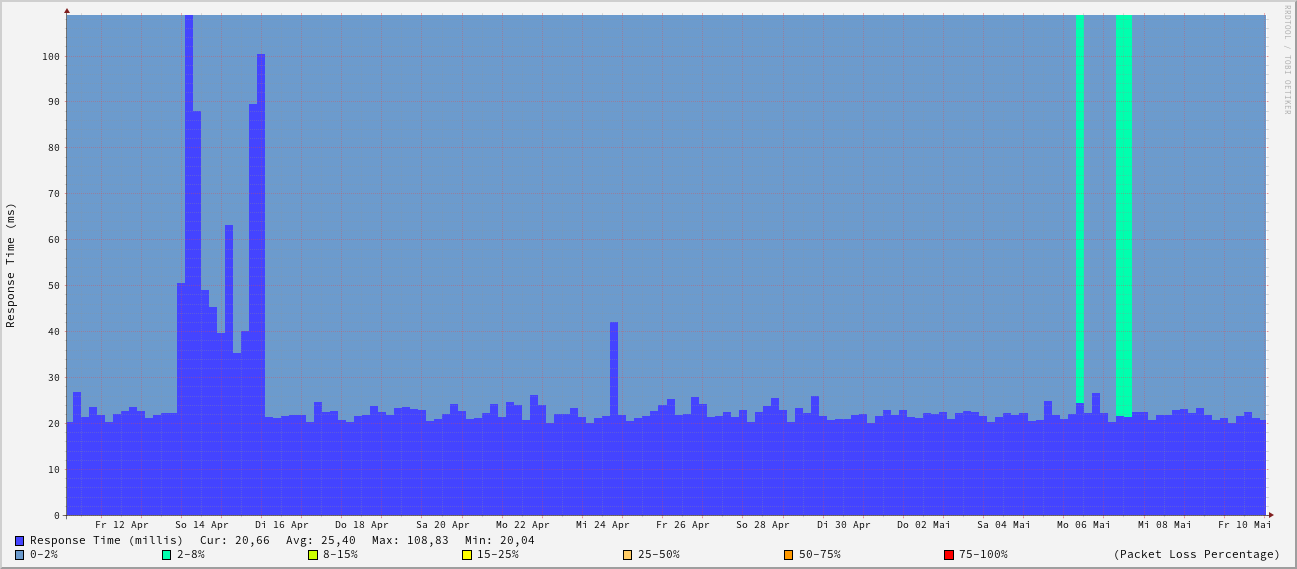 RRDTOOL / TOBI OETIKER
Response Time (ms)
100
90
80
70
60
50
40
30
20
10
0
Fr 12 Apr So 14 Apr Di 16 Apr Do 18 Apr Sa 20 Apr Mo 22 Apr Mi 24 Apr Fr 26 Apr So 28 Apr Di 30 Apr Do 02 Mai Sa 04 Mai Mo 06 Mai Mi 08 Mai Fr 10 Mai
Response Time (millis) Cur: 20,66 Avg: 25,40 Max: 108,83 Min: 20,04
0-2% 2-8% 8-15% 15-25% 25-50% 50-75% 75-100% (Packet Loss Percentage)